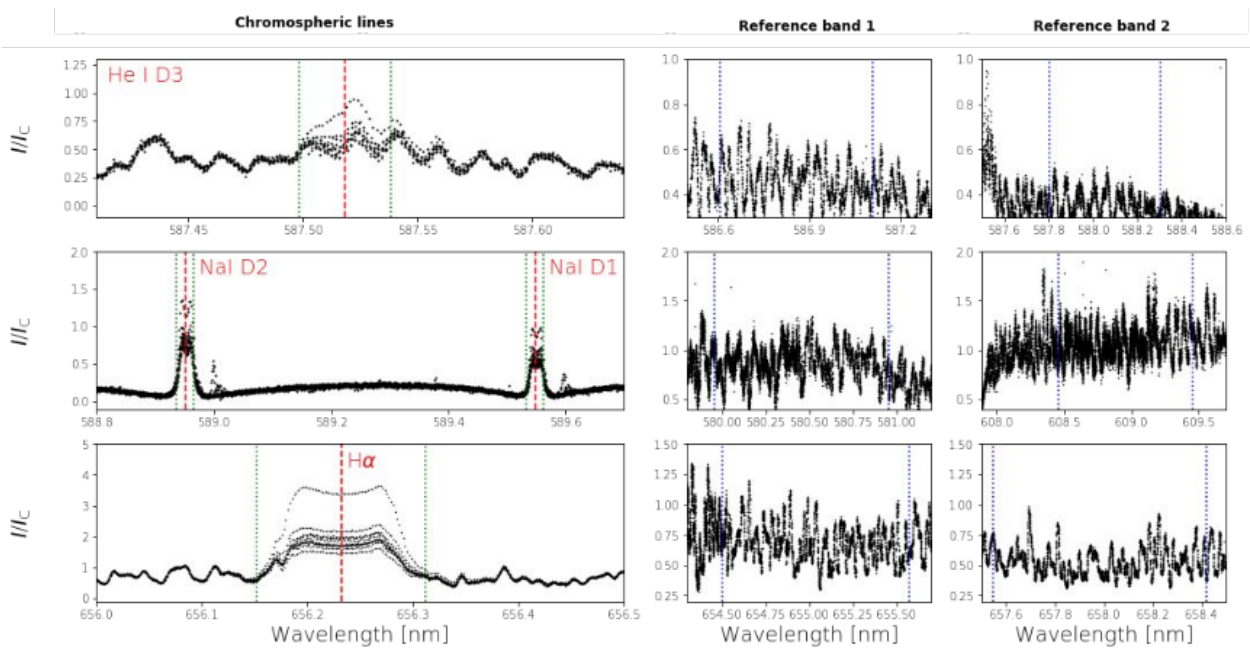 Chromospheric lines Reference band 1 Reference band 2
He I D3
I/I_C
1.25
1.00
0.75
0.50
0.25
0.00
587.45 587.50 587.55 587.60
1.0
0.8
0.6
0.4
586.6 586.9 587.2
1.0
0.8
0.6
0.4
587.6 587.8 588.0 588.2 588.4 588.6
NaI D2 NaI D1
I/I_C
2.0
1.5
1.0
0.5
0.0
588.8 589.0 589.2 589.4 589.6
2.0
1.5
1.0
0.5
580.00 580.25 580.50 580.75 581.00
2.0
1.5
1.0
0.5
608.0 608.5 609.0 609.5
Hα
I/I_C
5
4
3
2
1
0
656.0 656.1 656.2 656.3 656.4 656.5
Wavelength [nm]
1.50
1.25
1.00
0.75
0.50
0.25
654.50 654.75 655.00 655.25 655.50
Wavelength [nm]
1.50
1.25
1.00
0.75
0.50
0.25
657.6 657.8 658.0 658.2 658.4
Wavelength [nm]